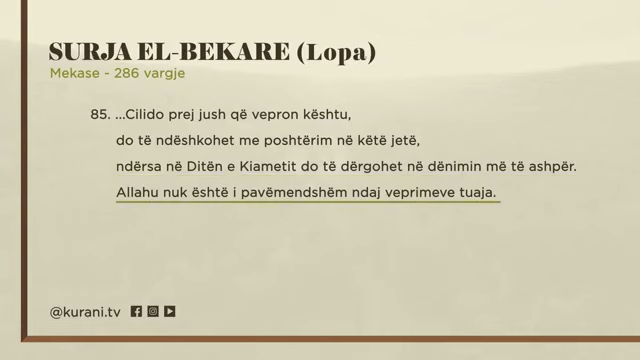 SURJA EL-BEKARE (Lopa)
Mekase - 286 vargje
85. ...Cilido prej jush që vepron kështu,
do të ndëshkohet me poshtërim në këtë jetë,
ndërsa në Ditën e Kiametit do të dërgohet në dënimin më të ashpër.
Allahu nuk është i pavëmendshëm ndaj veprimeve tuaja.
@kurani.tv